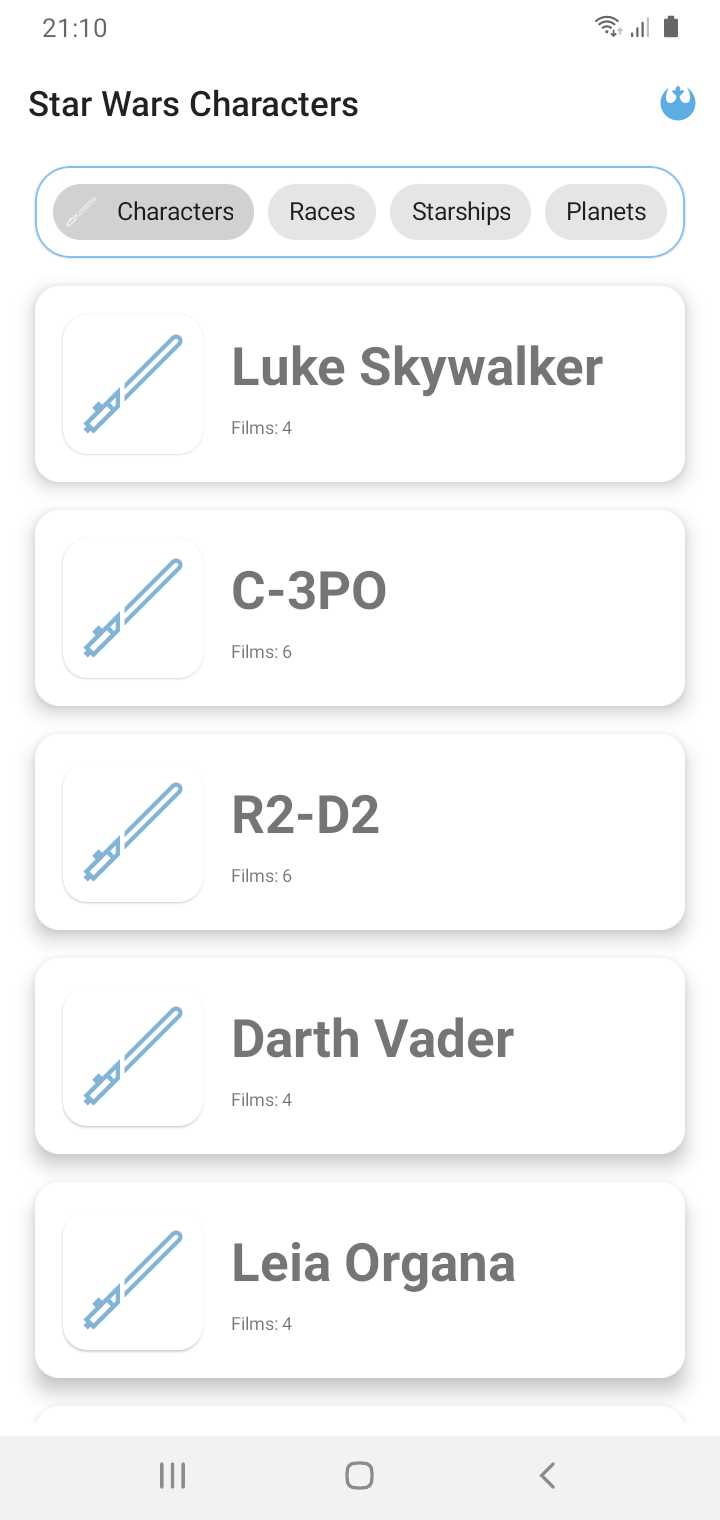 21:10
Star Wars Characters
Characters Races Starships Planets
Luke Skywalker
Films: 4
C-3PO
Films: 6
R2-D2
Films: 6
Darth Vader
Films: 4
Leia Organa
Films: 4